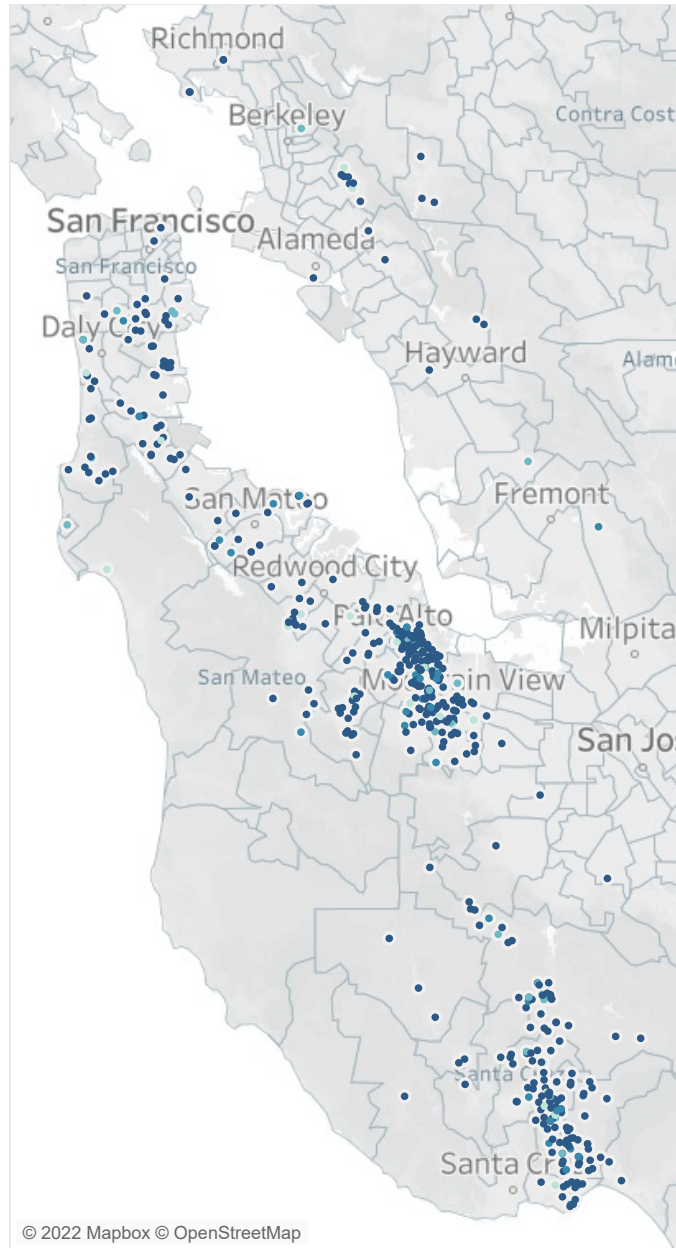 Richmond
Berkeley
Contra Cost
San Francisco
Alameda
San Francisco
Daly City
Hayward
Alame
San Mateo
Fremont
Redwood City
Palo Alto
Milpita
San Mateo
Mountain View
San Jos
Santa Cruz
Santa Cruz
© 2022 Mapbox © OpenStreetMap